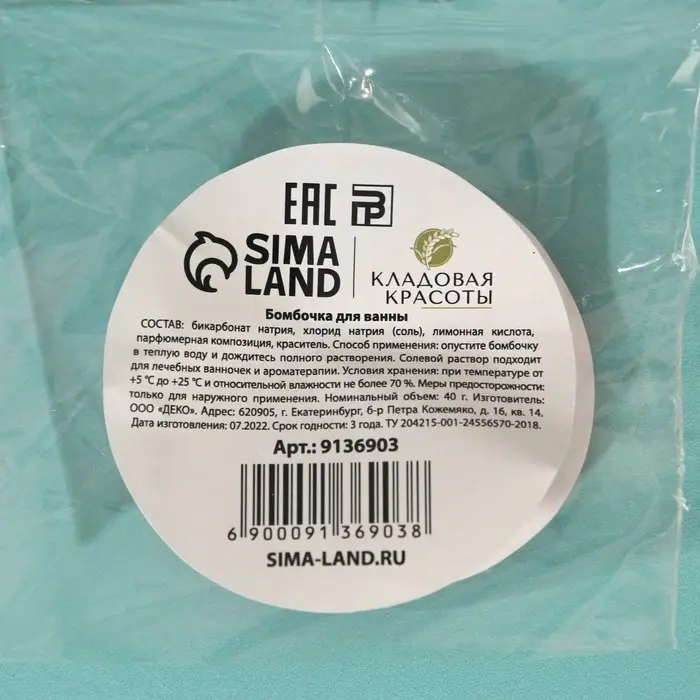 EAC
SIMA
LAND
КЛАДОВАЯ
КРАСОТЫ
Бомбочка для ванны
СОСТАВ: бикарбонат натрия, хлорид натрия (соль), лимонная кислота,
парфюмерная композиция, краситель. Способ применения: опустите бомбочку
в теплую воду и дождитесь полного растворения. Солевой раствор подходит
для лечебных ванночек и ароматерапии. Условия хранения: при температуре от
+5 °С до +25 °С и относительной влажности не более 70 %. Меры предосторожности:
только для наружного применения. Номинальный объем: 40 г. Изготовитель:
ООО «ДЕКО». Адрес: 620905, г. Екатеринбург, б-р Петра Кожемяко, д. 16, кв. 14.
Дата изготовления: 07.2022. Срок годности: 3 года. ТУ 204215-001-24556570-2018.
Арт.: 9136903
6 900091 369038
SIMA-LAND.RU